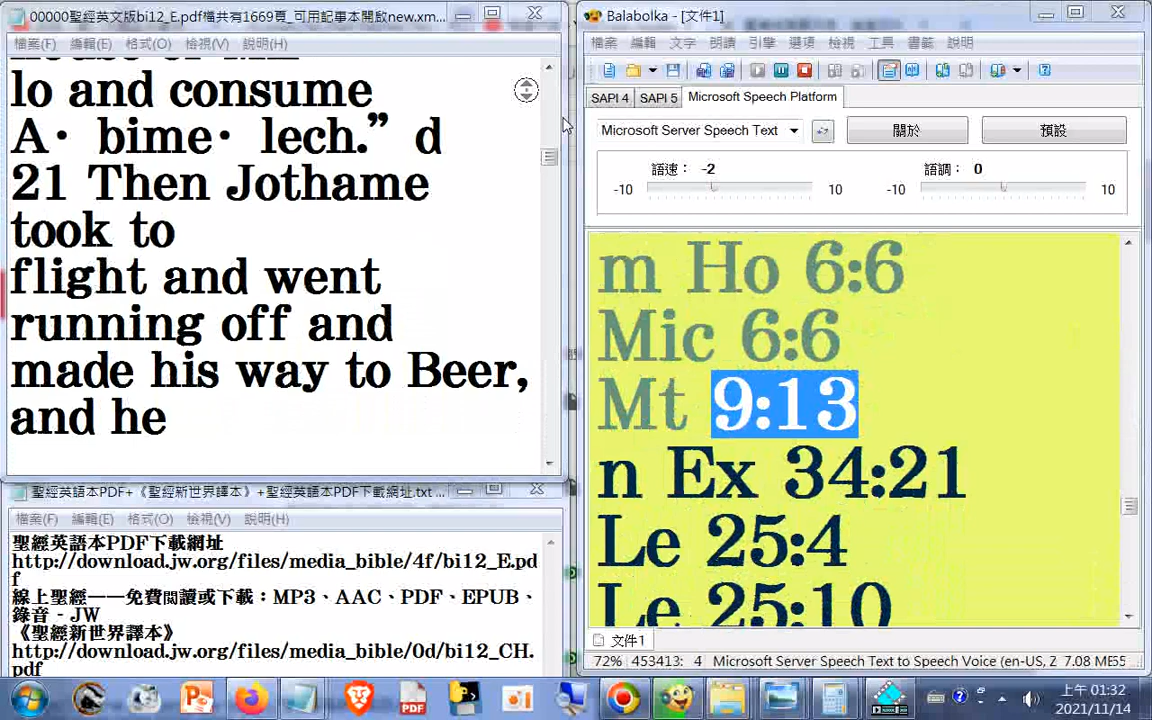 00000聖經英文版bi12_E.pdf檔共有1669頁_可用記事本開啟new.xm...
檔案(F) 編輯(E) 格式(O) 檢視(V) 說明(H)
lo and consume
A· bime· lech.” d
21 Then Jothame
took to
flight and went
running off and
made his way to Beer,
and he
聖經英語本PDF+《聖經新世界譯本》+聖經英語本PDF下載網址.txt ...
檔案(F) 編輯(E) 格式(O) 檢視(V) 說明(H)
聖經英語本PDF下載網址
http://download.jw.org/files/media_bible/4f/bi12_E.pd
f
線上聖經——免費閱讀或下載：MP3、AAC、PDF、EPUB、
錄音 - JW
《聖經新世界譯本》
http://download.jw.org/files/media_bible/0d/bi12_CH.
pdf
Balabolka - [文件1]
檔案 編輯 文字 朗讀 引擎 選項 檢視 工具 書籤 說明
SAPI 4 SAPI 5 Microsoft Speech Platform
Microsoft Server Speech Text 關於 預設
語速： -2 語調： 0
-10 10 -10 10
m Ho 6:6
Mic 6:6
Mt 9:13
n Ex 34:21
Le 25:4
Le 25:10
文件1
72% 453413: 4 Microsoft Server Speech Text to Speech Voice (en-US, Z 7.08 ME55
上午 01:32
2021/11/14